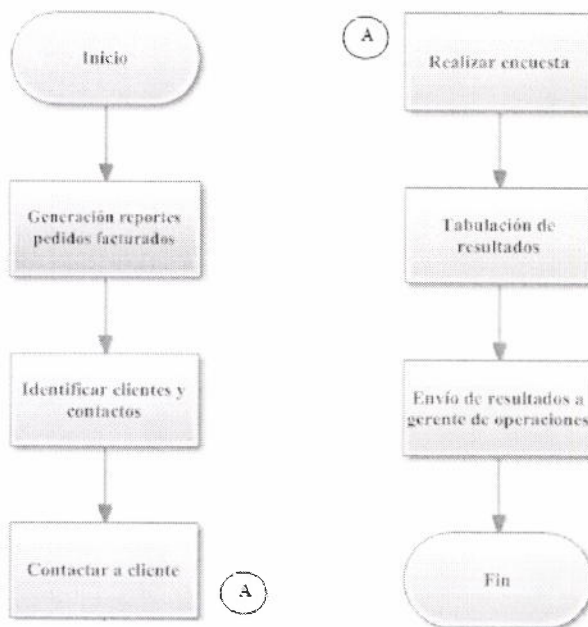 Inicio
Generación reportes
pedidos facturados
Identificar clientes y
contactos
Contactar a cliente
A
A
Realizar encuesta
Tabulación de
resultados
Envío de resultados a
gerente de operaciones
Fin